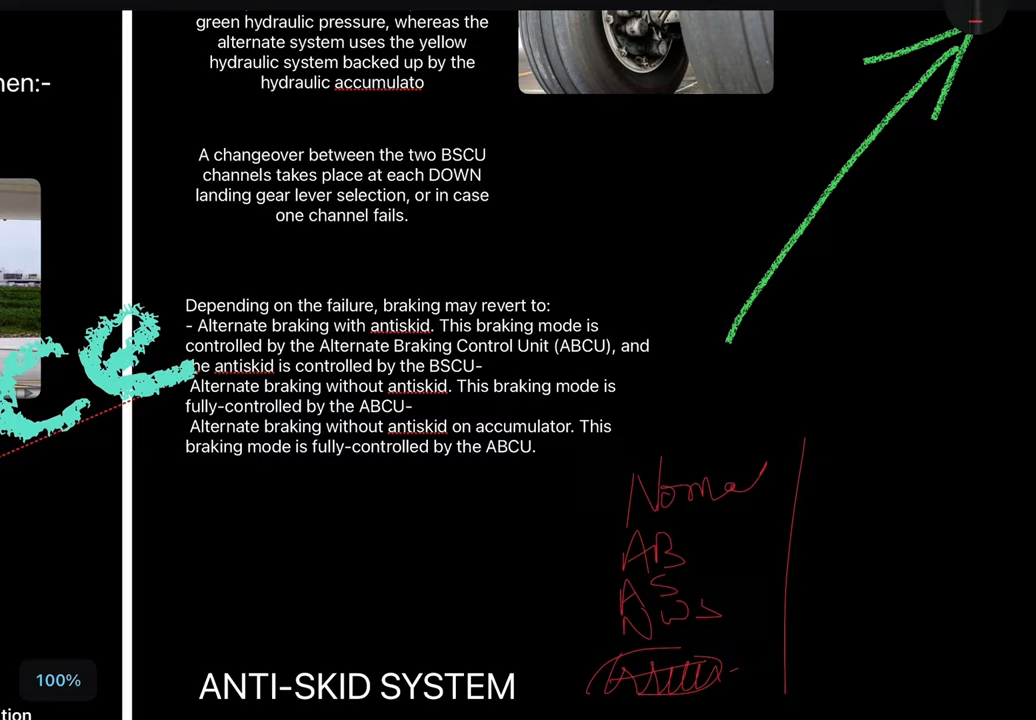 hen:-
green hydraulic pressure, whereas the
alternate system uses the yellow
hydraulic system backed up by the
hydraulic accumulato
A changeover between the two BSCU
channels takes place at each DOWN
landing gear lever selection, or in case
one channel fails.
Depending on the failure, braking may revert to:
- Alternate braking with antiskid. This braking mode is
controlled by the Alternate Braking Control Unit (ABCU), and
he antiskid is controlled by the BSCU-
Alternate braking without antiskid. This braking mode is
fully-controlled by the ABCU-
Alternate braking without antiskid on accumulator. This
braking mode is fully-controlled by the ABCU.
ce
AB
AS
NWS
ANTI-SKID SYSTEM
100%
tion